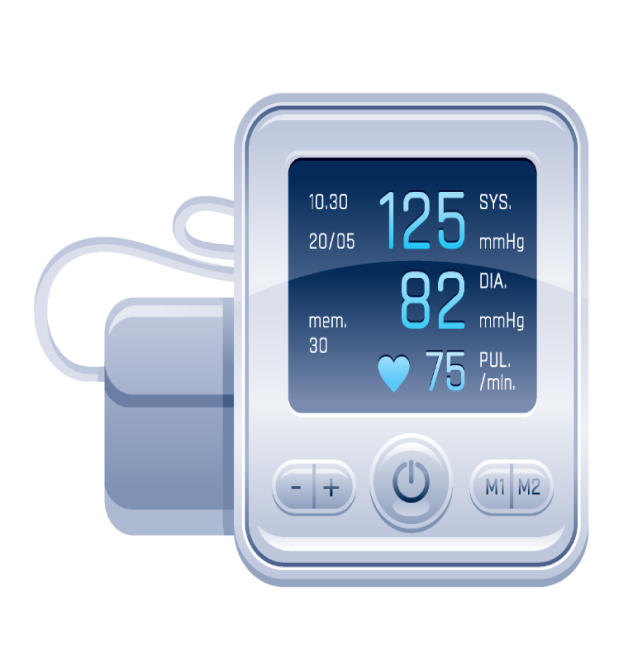 10.30 125 SYS.
20/05 mmHg
82 DIA.
mem. mmHg
30
75 PUL.
/min.
- +
M1 M2